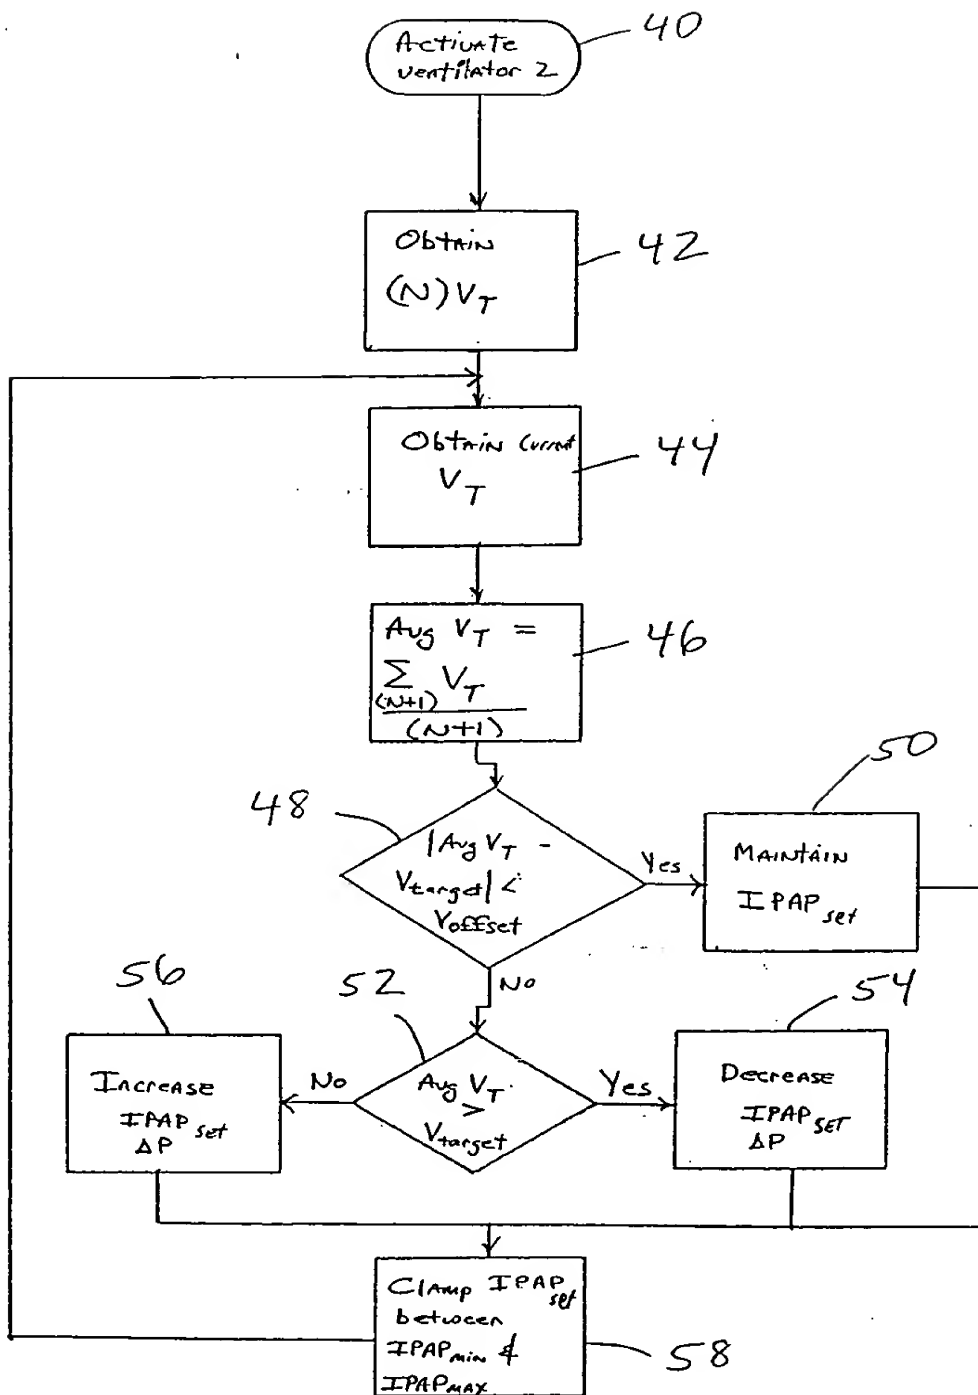 Activate
ventilator 2
40
Obtain
(N) V_T
42
Obtain Current
V_T
44
Avg V_T =
∑ V_T
(N+1)
(N+1)
46
48
|Avg V_T -
V_target| <
V_offset
Yes
50
Maintain
IPAP_set
No
52
Avg V_T
>
V_target
No
56
Increase
IPAP_set
ΔP
Yes
54
Decrease
IPAP_SET
ΔP
Clamp IPAP_set
between
IPAP_MIN &
IPAP_MAX
58